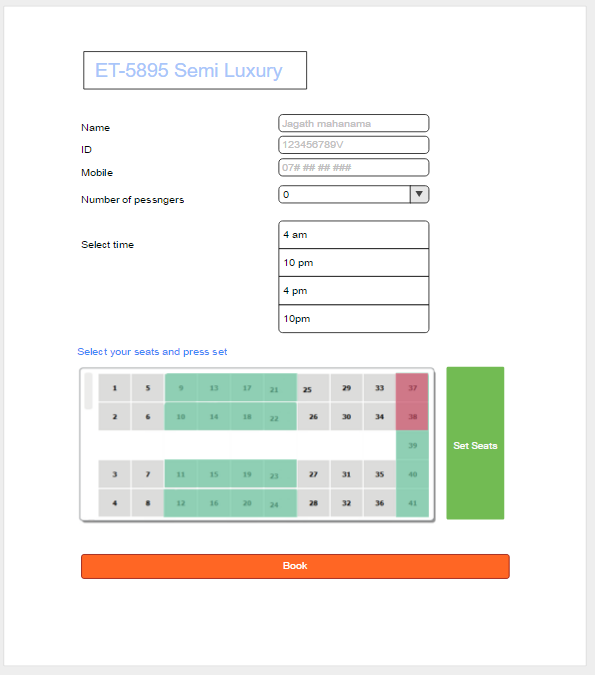 ET-5895 Semi Luxury
Name Jagath mahanama
ID 123456789V
Mobile 07# ## ## ###
Number of pessngers 0
Select time
4 am
10 pm
4 pm
10pm
Select your seats and press set
1 5 9 13 17 21 25 29 33 37
2 6 10 14 18 22 26 30 34 38
39
3 7 11 15 19 23 27 31 35 40
4 8 12 16 20 24 28 32 36 41
Set Seats
Book